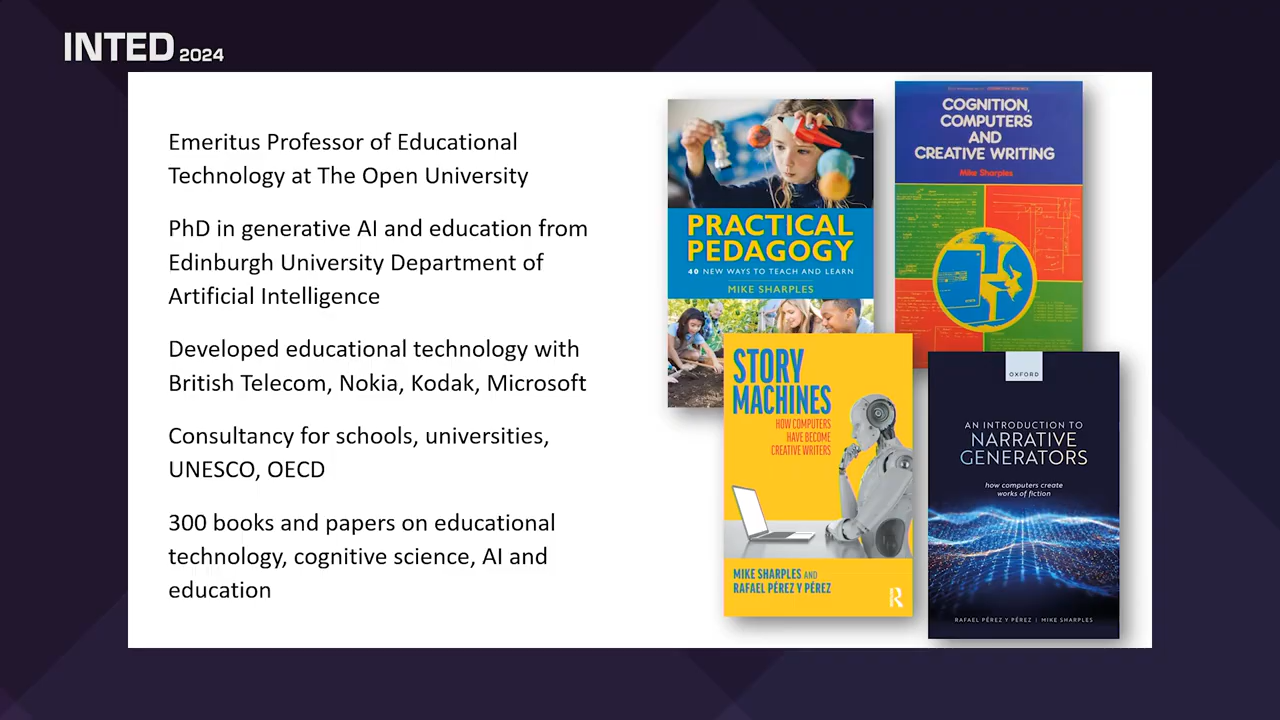 INTED 2024
Emeritus Professor of Educational
Technology at The Open University
PhD in generative AI and education from
Edinburgh University Department of
Artificial Intelligence
Developed educational technology with
British Telecom, Nokia, Kodak, Microsoft
Consultancy for schools, universities,
UNESCO, OECD
300 books and papers on educational
technology, cognitive science, AI and
education
PRACTICAL
PEDAGOGY
40 NEW WAYS TO TEACH AND LEARN
MIKE SHARPLES
COGNITION,
COMPUTERS
AND
CREATIVE WRITING
Mike Sharples
STORY
MACHINES
HOW COMPUTERS
HAVE BECOME
CREATIVE WRITERS
MIKE SHARPLES AND
RAFAEL PÉREZ Y PÉREZ
R
OXFORD
AN INTRODUCTION TO
NARRATIVE
GENERATORS
how computers create
works of fiction
RAFAEL PÉREZ Y PÉREZ | MIKE SHARPLES